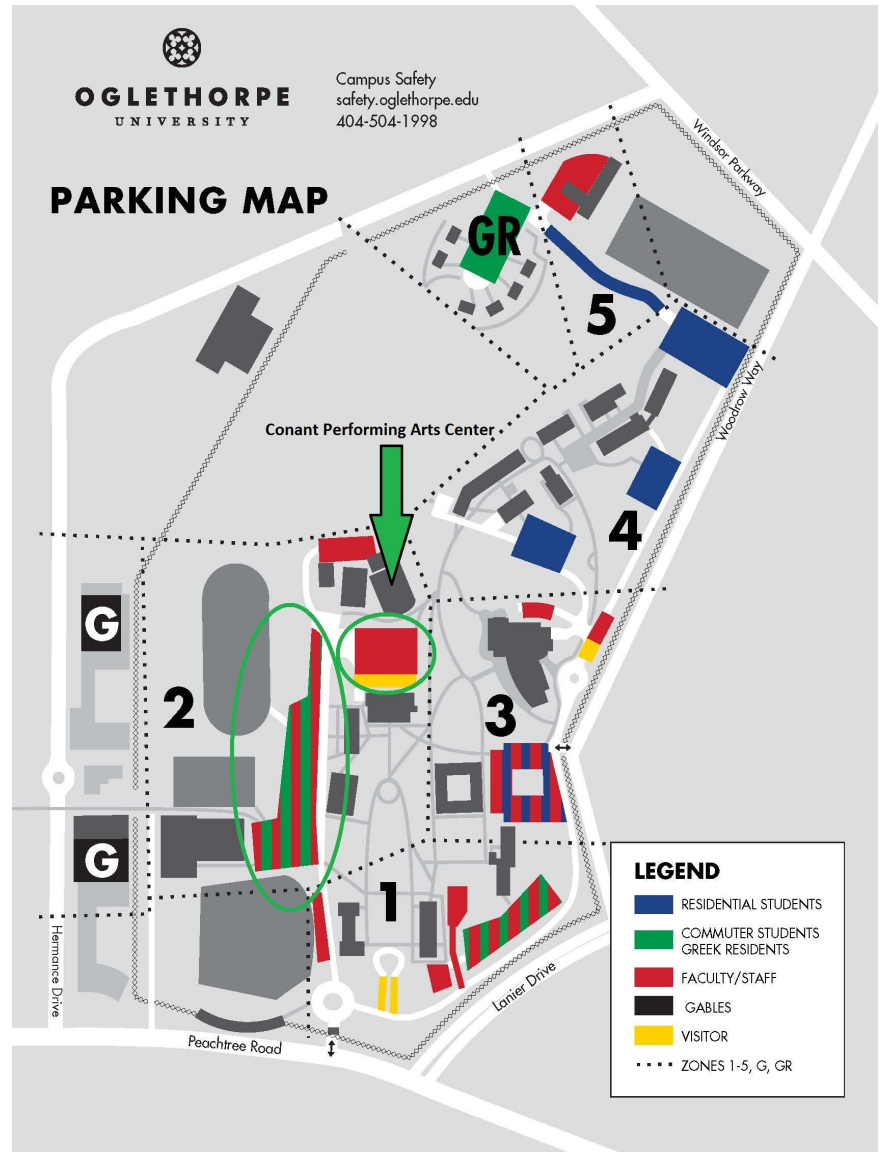 OGLETHORPE
UNIVERSITY
Campus Safety
safety.oglethorpe.edu
404-504-1998
PARKING MAP
Windsor Parkway
GR
5
Woodrow Way
Conant Performing Arts Center
4
G
2
3
G
1
Hermance Drive
Lanier Drive
Peachtree Road
LEGEND
RESIDENTIAL STUDENTS
COMMUTER STUDENTS
GREEK RESIDENTS
FACULTY/STAFF
GABLES
VISITOR
ZONES 1-5, G, GR